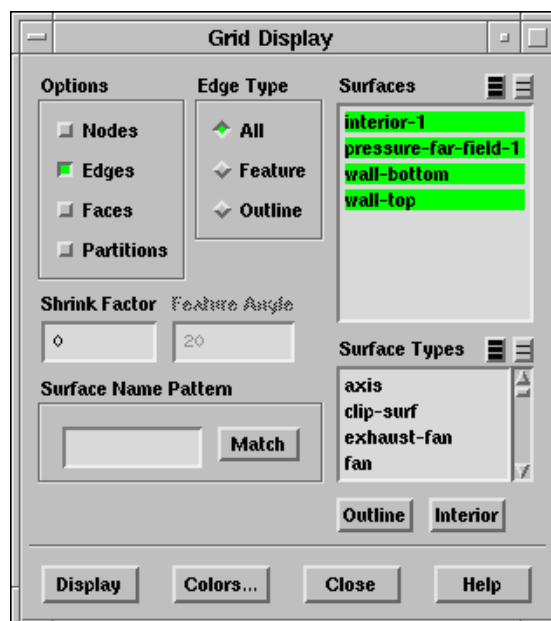 Grid Display
Options
Nodes
Edges
Faces
Partitions
Edge Type
All
Feature
Outline
Surfaces
interior-1
pressure-far-field-1
wall-bottom
wall-top
Shrink Factor
0
Feature Angle
20
Surface Name Pattern
Match
Surface Types
axis
clip-surf
exhaust-fan
fan
Outline
Interior
Display
Colors...
Close
Help